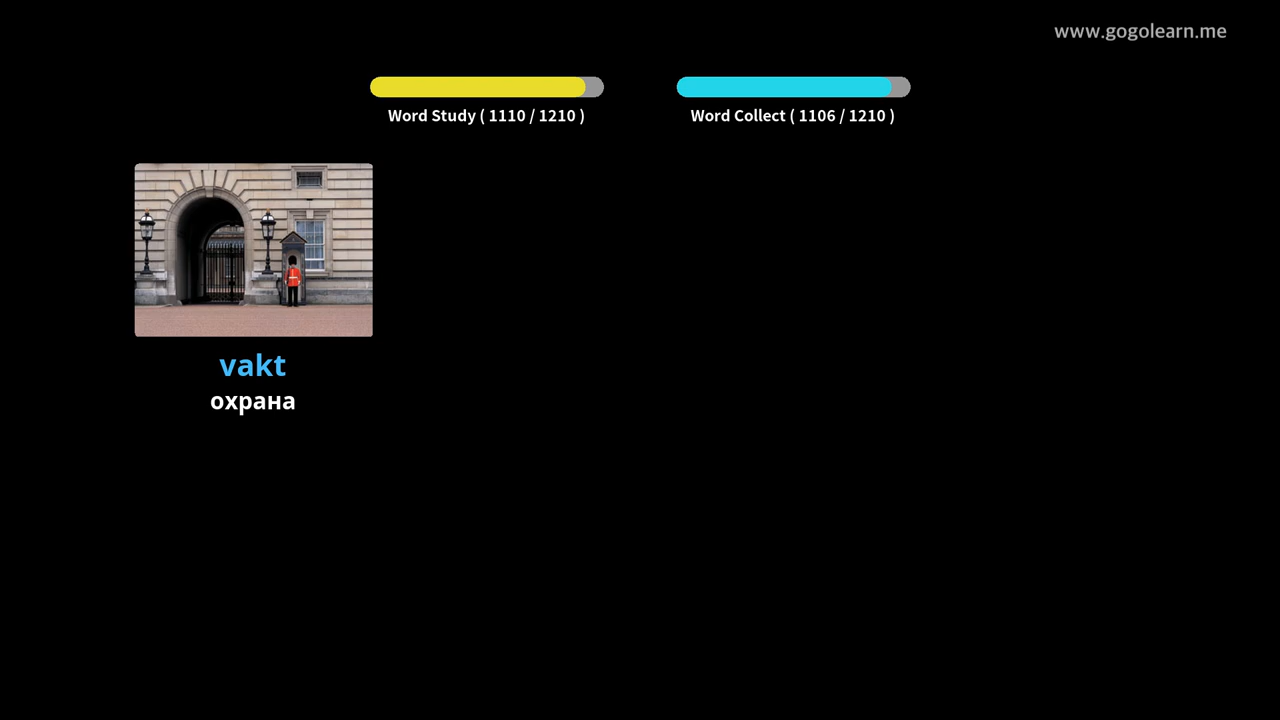 www.gogolearn.me
Word Study ( 1110 / 1210 )
Word Collect ( 1106 / 1210 )
vakt
охрана